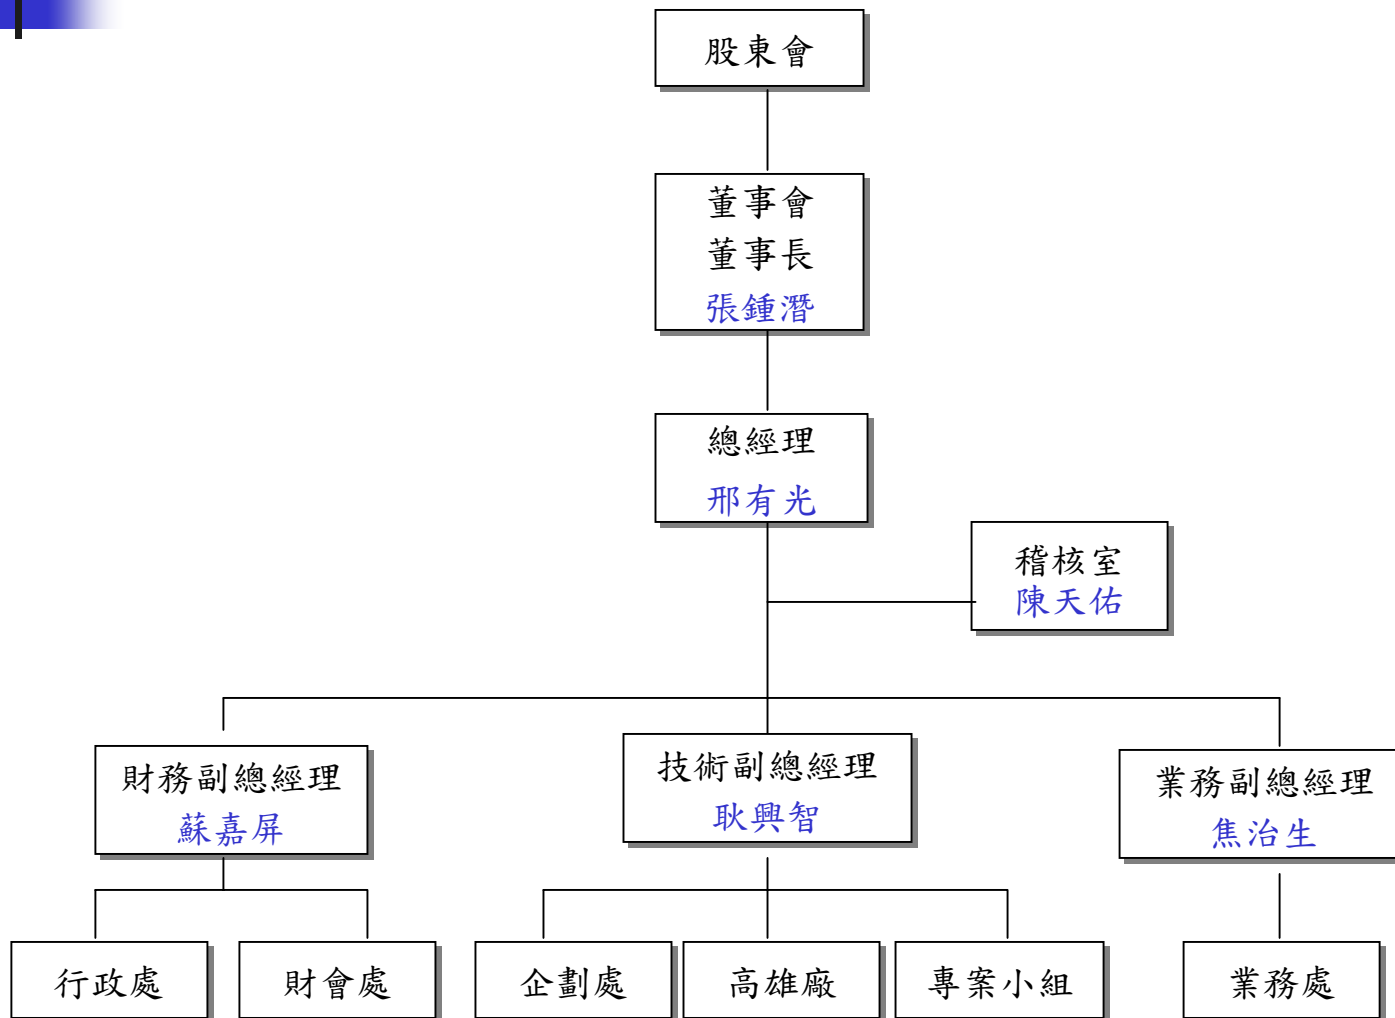 股東會
董事會
董事長
張鍾潛
總經理
邢有光
稽核室
陳天佑
財務副總經理
蘇嘉屏
技術副總經理
耿興智
業務副總經理
焦治生
行政處
財會處
企劃處
高雄廠
專案小組
業務處